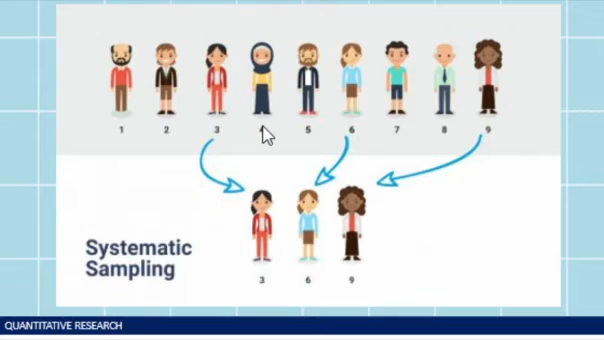 1 2 3 4 5 6 7 8 9
Systematic
Sampling
3 6 9
QUANTITATIVE RESEARCH